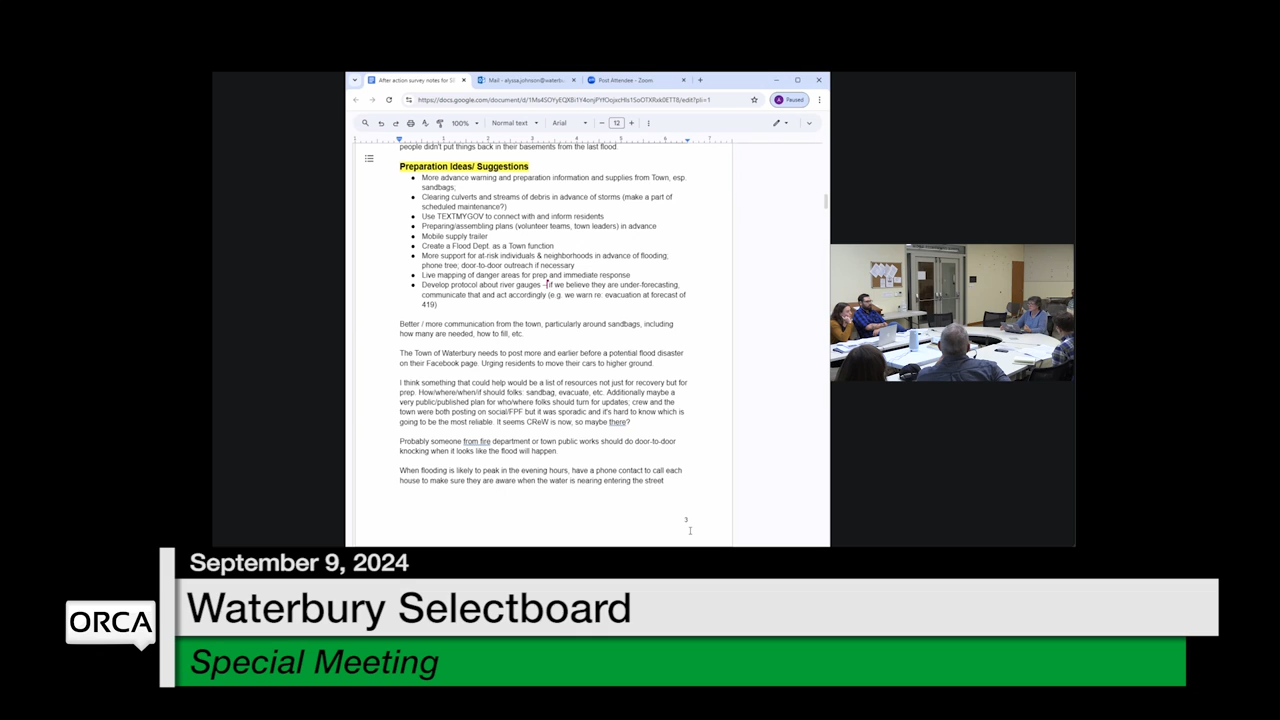 After action survey notes for S
Mail - alyssa.johnson@waterbu
Post Attendee - Zoom
Paused
100%
Normal text
Arial
12
1 1 2 3 4 5 6 7
people didn't put things back in their basements from the last flood.
Preparation Ideas/ Suggestions
● More advance warning and preparation information and supplies from Town, esp
sandbags;
● Clearing culverts and streams of debris in advance of storms (make a part of
scheduled maintenance?)
● Use TEXTMYGOV to connect with and inform residents
● Preparing/assembling plans (volunteer teams, town leaders) in advance
● Mobile supply trailer
● Create a Flood Dept. as a Town function
● More support for at-risk individuals & neighborhoods in advance of flooding,
phone tree; door-to-door outreach if necessary
● Live mapping of danger areas for prep and immediate response
● Develop protocol about river gauges - if we believe they are under-forecasting,
communicate that and act accordingly (e.g. we warn re: evacuation at forecast of
419)
Better / more communication from the town, particularly around sandbags, including
how many are needed, how to fill, etc.
The Town of Waterbury needs to post more and earlier before a potential flood disaster
on their Facebook page. Urging residents to move their cars to higher ground.
I think something that could help would be a list of resources not just for recovery but for
prep. How/where/when/if should folks: sandbag, evacuate, etc. Additionally maybe a
very public/published plan for who/where folks should turn for updates; crew and the
town were both posting on social/FPF but it was sporadic and it's hard to know which is
going to be the most reliable. It seems CReW is now, so maybe there?
Probably someone from fire department or town public works should do door-to-door
knocking when it looks like the flood will happen.
When flooding is likely to peak in the evening hours, have a phone contact to call each
house to make sure they are aware when the water is nearing entering the street
3
September 9, 2024
ORCA
Waterbury Selectboard
Special Meeting